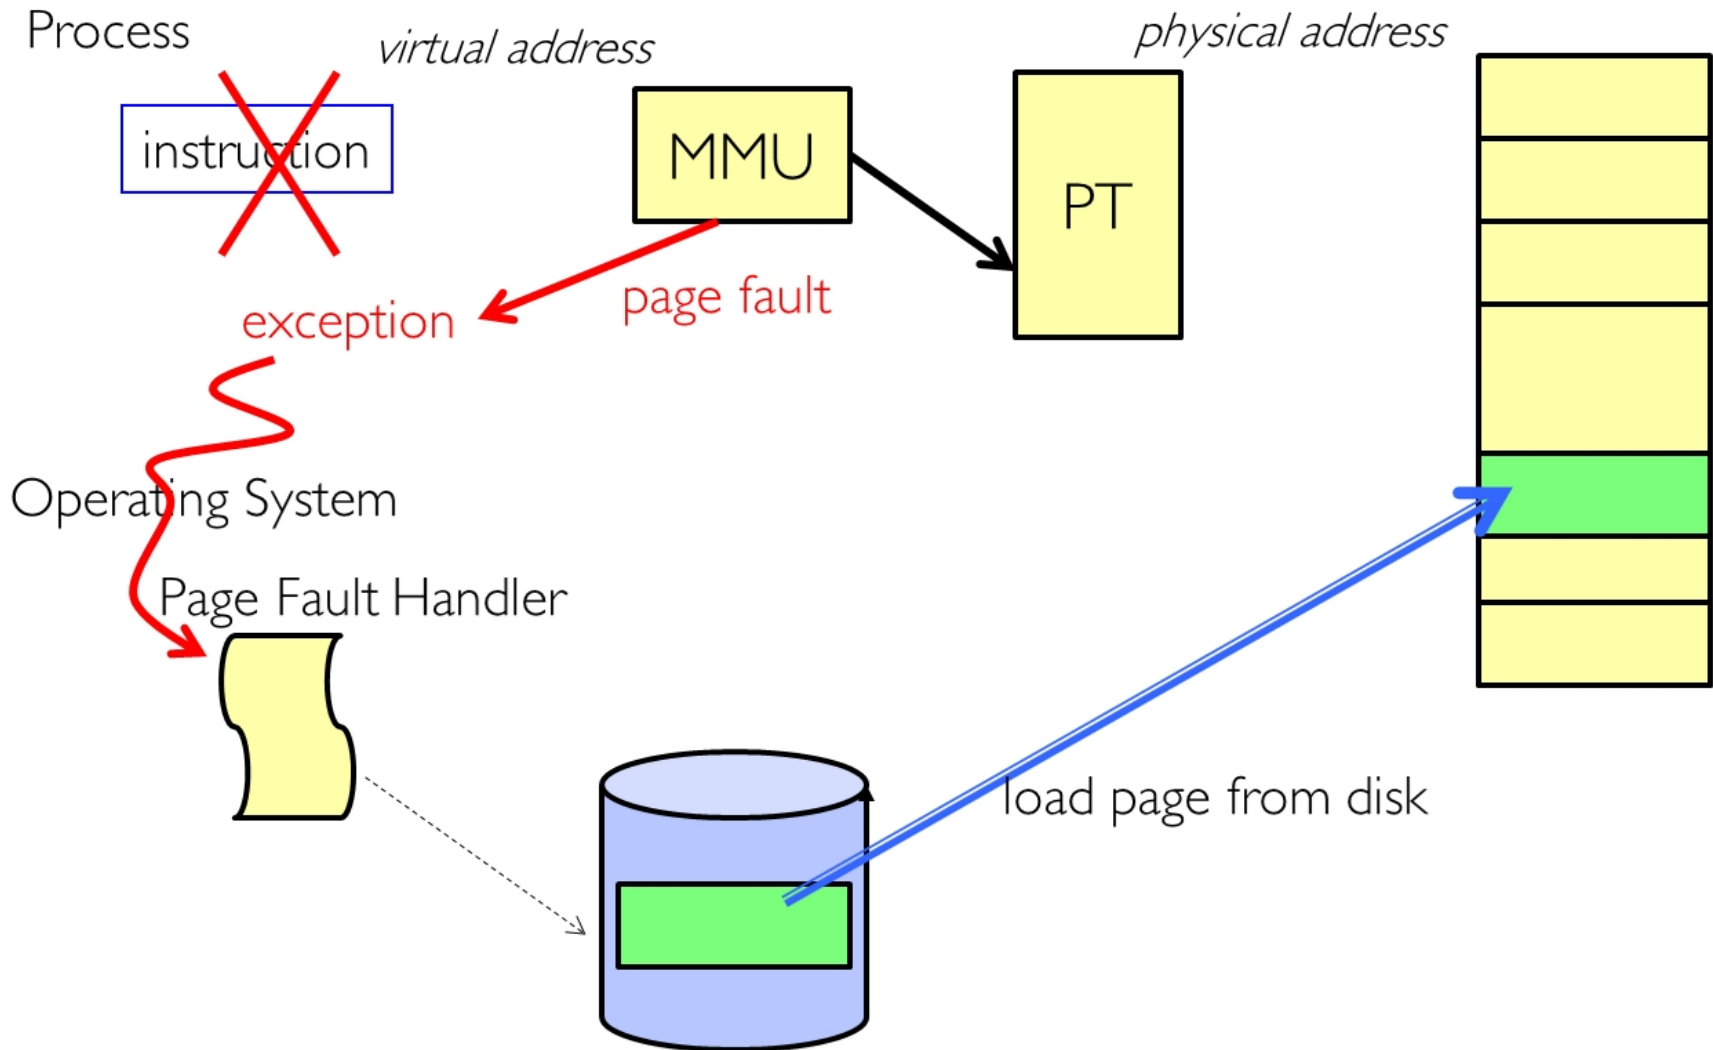 Process
virtual address
physical address
instruction
MMU
PT
page fault
exception
Operating System
Page Fault Handler
load page from disk